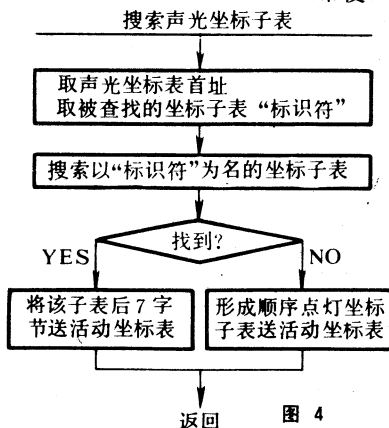 搜索声光坐标子表
取声光坐标表首址
取被查找的坐标子表“标识符”
搜索以“标识符”为名的坐标子表
找到?
YES
NO
将该子表后7字
节送活动坐标表
形成顺序点灯坐标
子表送活动坐标表
返回
图 4